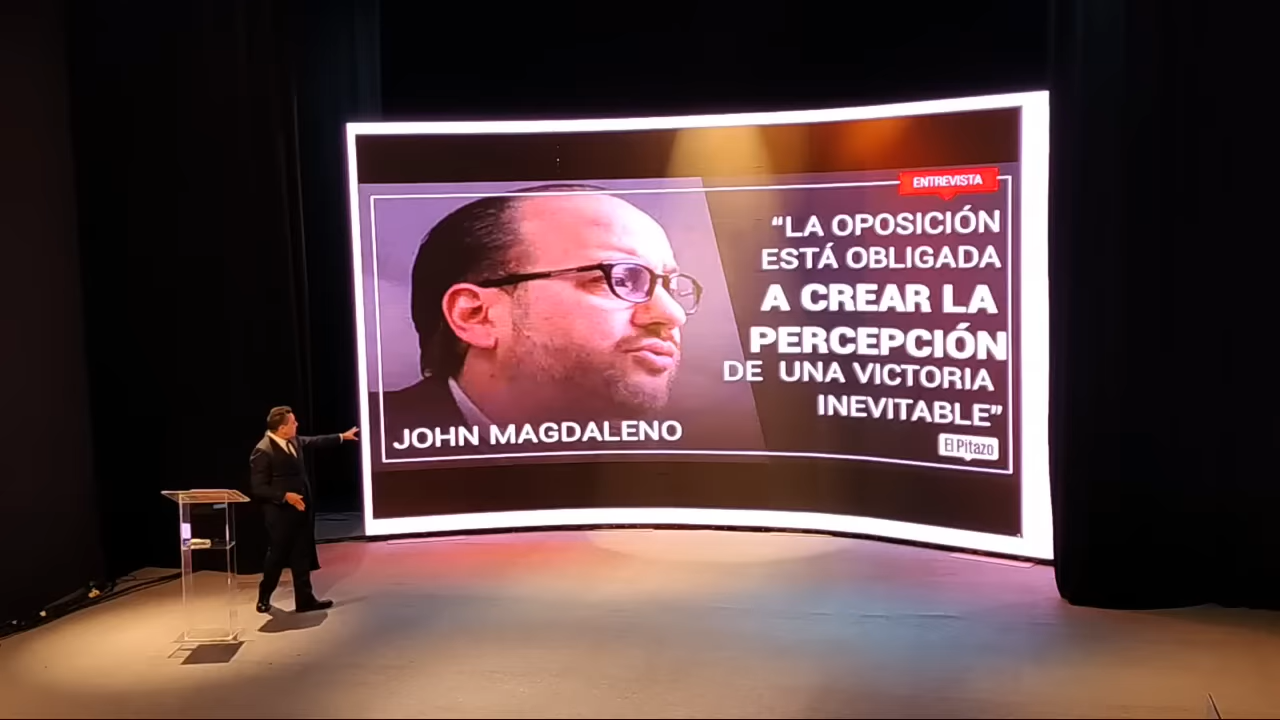 ENTREVISTA
“LA OPOSICIÓN
ESTÁ OBLIGADA
A CREAR LA
PERCEPCIÓN
DE UNA VICTORIA
INEVITABLE”
JOHN MAGDALENO
El Pitazo